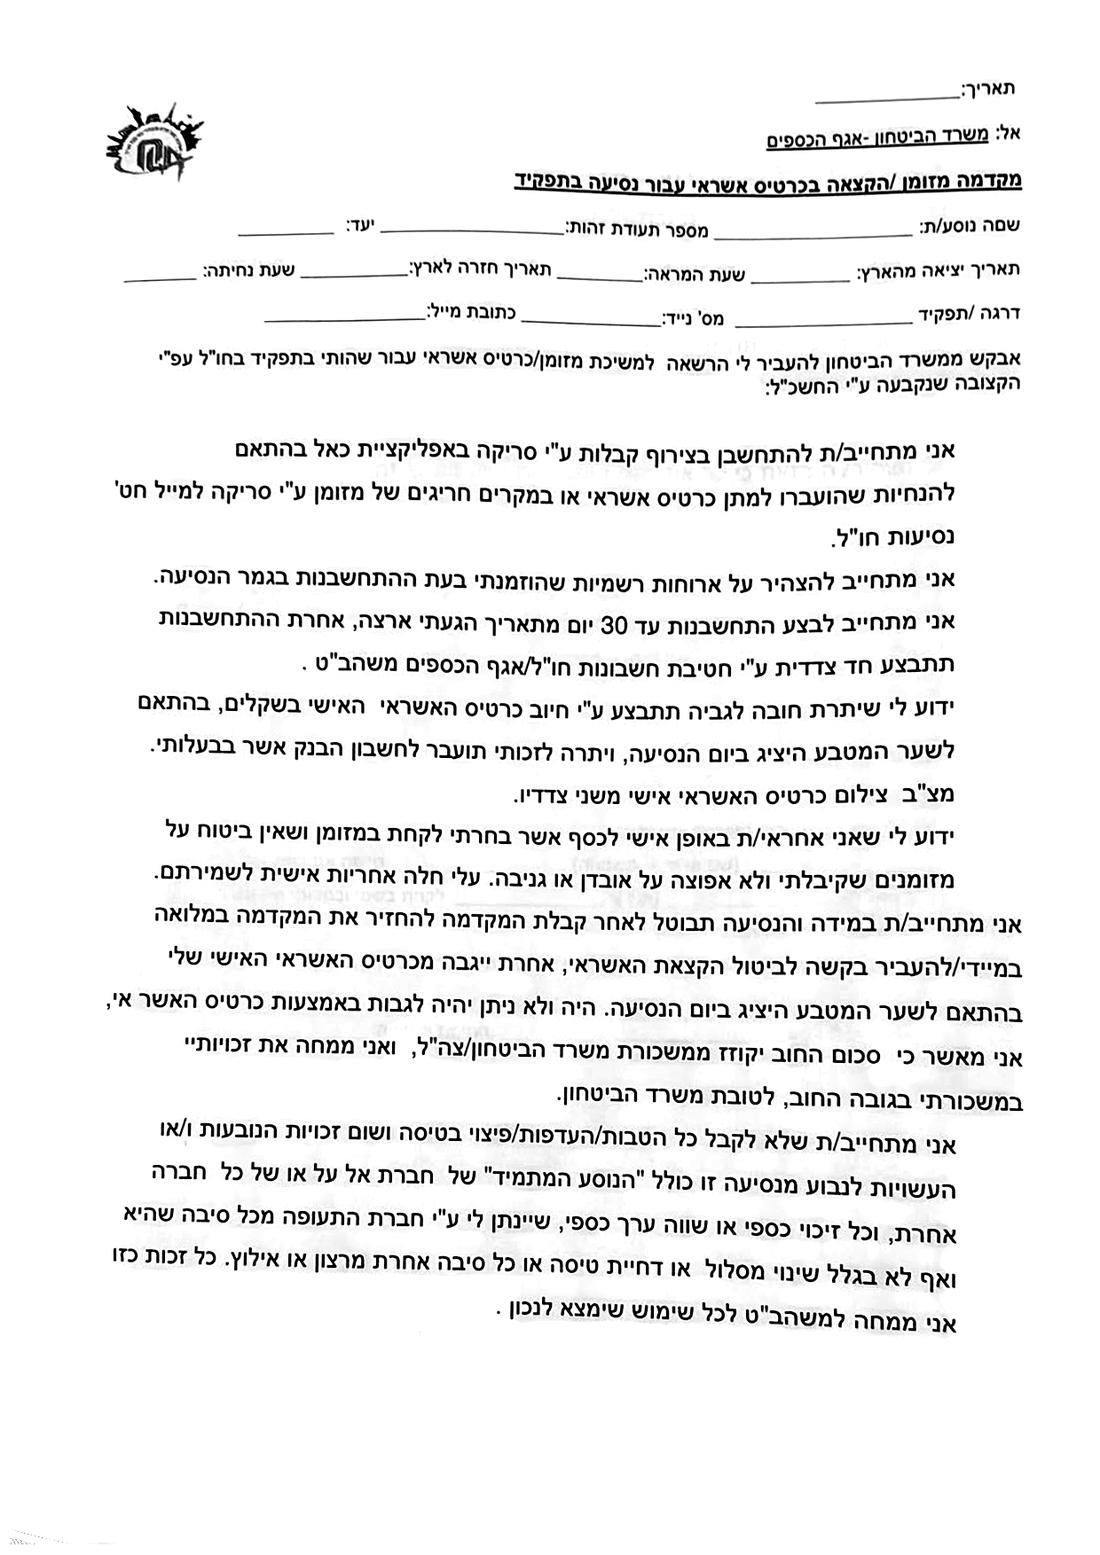 תאריך:_______________
אל: משרד הביטחון -אגף הכספים
מקדמה מזומן /הקצאה בכרטיס אשראי עבור נסיעה בתפקיד
שםה נוסע/ת: ____________________ מספר תעודת זהות:___________________ יעד: __________
תאריך יציאה מהארץ: __________ שעת המראה:_________ תאריך חזרה לארץ:___________ שעת נחיתה: ________
דרגה /תפקיד __________________ מס' נייד:______________ כתובת מייל:_________________
אבקש ממשרד הביטחון להעביר לי הרשאה למשיכת מזומן/כרטיס אשראי עבור שהותי בתפקיד בחו"ל עפ"י
הקצובה שנקבעה ע"י החשכ"ל:
אני מתחייב/ת להתחשבן בצירוף קבלות ע"י סריקה באפליקציית כאל בהתאם
להנחיות שהועברו למתן כרטיס אשראי או במקרים חריגים של מזומן ע"י סריקה למייל חט'
נסיעות חו"ל.
אני מתחייב להצהיר על ארוחות רשמיות שהוזמנתי בעת ההתחשבנות בגמר הנסיעה.
אני מתחייב לבצע התחשבנות עד 30 יום מתאריך הגעתי ארצה, אחרת ההתחשבנות
תתבצע חד צדדית ע"י חטיבת חשבונות חו"ל/אגף הכספים משהב"ט .
ידוע לי שיתרת חובה לגביה תתבצע ע"י חיוב כרטיס האשראי האישי בשקלים, בהתאם
לשער המטבע היציג ביום הנסיעה, ויתרה לזכותי תועבר לחשבון הבנק אשר בבעלותי.
מצ"ב צילום כרטיס האשראי אישי משני צדדיו.
ידוע לי שאני אחראי/ת באופן אישי לכסף אשר בחרתי לקחת במזומן ושאין ביטוח על
מזומנים שקיבלתי ולא אפוצה על אובדן או גניבה. עלי חלה אחריות אישית לשמירתם.
אני מתחייב/ת במידה והנסיעה תבוטל לאחר קבלת המקדמה להחזיר את המקדמה במלואה
במיידי/להעביר בקשה לביטול הקצאת האשראי, אחרת ייגבה מכרטיס האשראי האישי שלי
בהתאם לשער המטבע היציג ביום הנסיעה. היה ולא ניתן יהיה לגבות באמצעות כרטיס האשר אי,
אני מאשר כי סכום החוב יקוזז ממשכורת משרד הביטחון/צה"ל, ואני ממחה את זכויותיי
במשכורתי בגובה החוב, לטובת משרד הביטחון.
אני מתחייב/ת שלא לקבל כל הטבות/העדפות/פיצוי בטיסה ושום זכויות הנובעות ו/או
העשויות לנבוע מנסיעה זו כולל "הנוסע המתמיד" של חברת אל על או של כל חברה
אחרת, וכל זיכוי כספי או שווה ערך כספי, שיינתן לי ע"י חברת התעופה מכל סיבה שהיא
ואף לא בגלל שינוי מסלול או דחיית טיסה או כל סיבה אחרת מרצון או אילוץ. כל זכות כזו
אני ממחה למשהב"ט לכל שימוש שימצא לנכון .